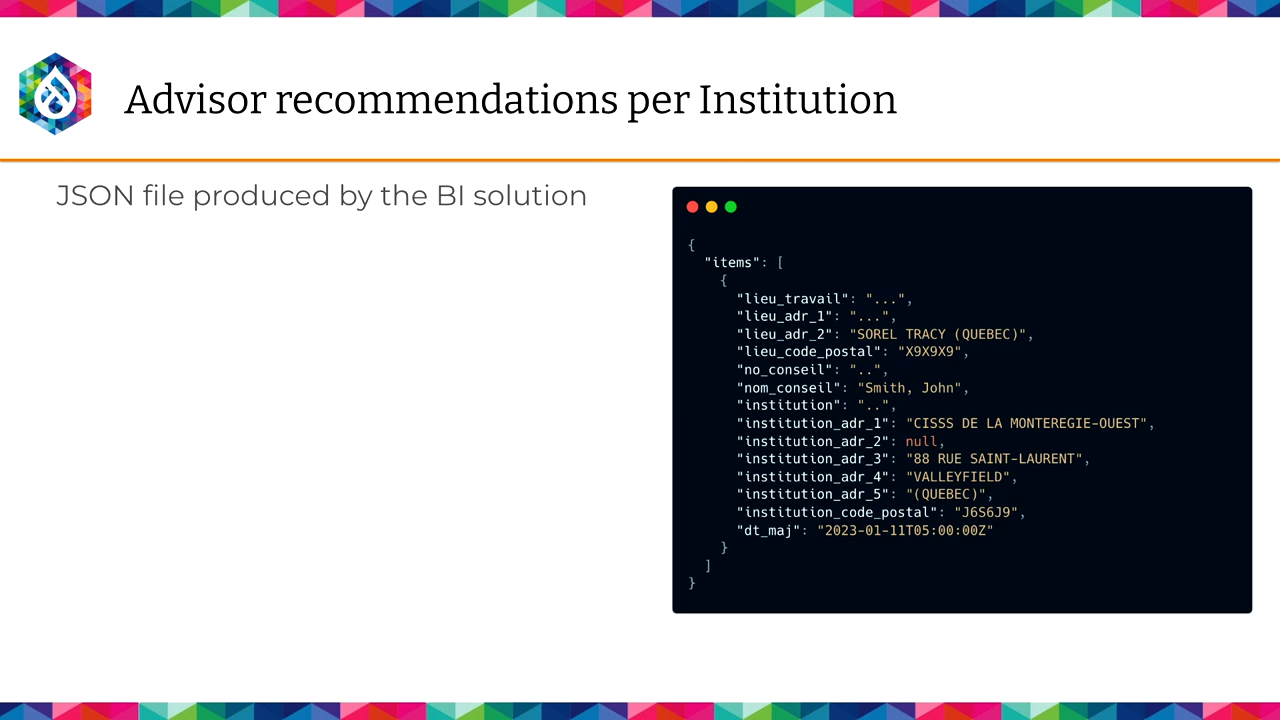 Advisor recommendations per Institution
JSON file produced by the BI solution
{
"items": [
{
"lieu_travail": "...",
"lieu_adr_1": "...",
"lieu_adr_2": "SOREL TRACY (QUEBEC)",
"lieu_code_postal": "X9X9X9",
"no_conseil": "..",
"nom_conseil": "Smith, John",
"institution": "..",
"institution_adr_1": "CISSS DE LA MONTEREGIE-OUEST",
"institution_adr_2": null,
"institution_adr_3": "88 RUE SAINT-LAURENT",
"institution_adr_4": "VALLEYFIELD",
"institution_adr_5": "(QUEBEC)",
"institution_code_postal": "J6S6J9",
"dt_maj": "2023-01-11T05:00:00Z"
}
]
}